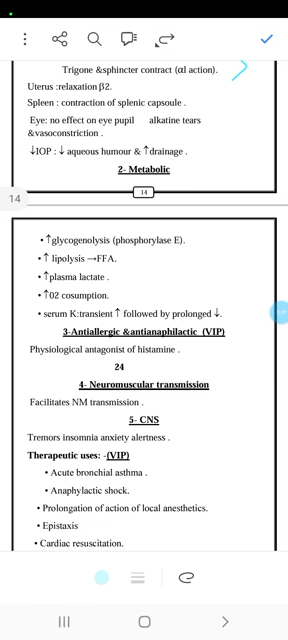 Trigone &sphincter contract (αl action).
Uterus :relaxation β2.
Spleen : contraction of splenic capsoule .
Eye: no effect on eye pupil alkatine tears
&vasoconstriction .
↓IOP : ↓ aqueous humour & ↑drainage .
2- Metabolic
14
14
• ↑glycogenolysis (phosphorylase E).
• ↑ lipolysis →FFA.
• ↑plasma lactate .
• ↑02 cosumption.
• serum K:transient ↑ followed by prolonged ↓.
3-Antiallergic &antianaphilactic (VIP)
Physiological antagonist of histamine .
24
4- Neuromuscular transmission
Facilitates NM transmission .
5- CNS
Tremors insomnia anxiety alertness .
Therapeutic uses: -(VIP)
• Acute bronchial asthma .
• Anaphylactic shock.
• Prolongation of action of local anesthetics.
• Epistaxis
• Cardiac resuscitation.